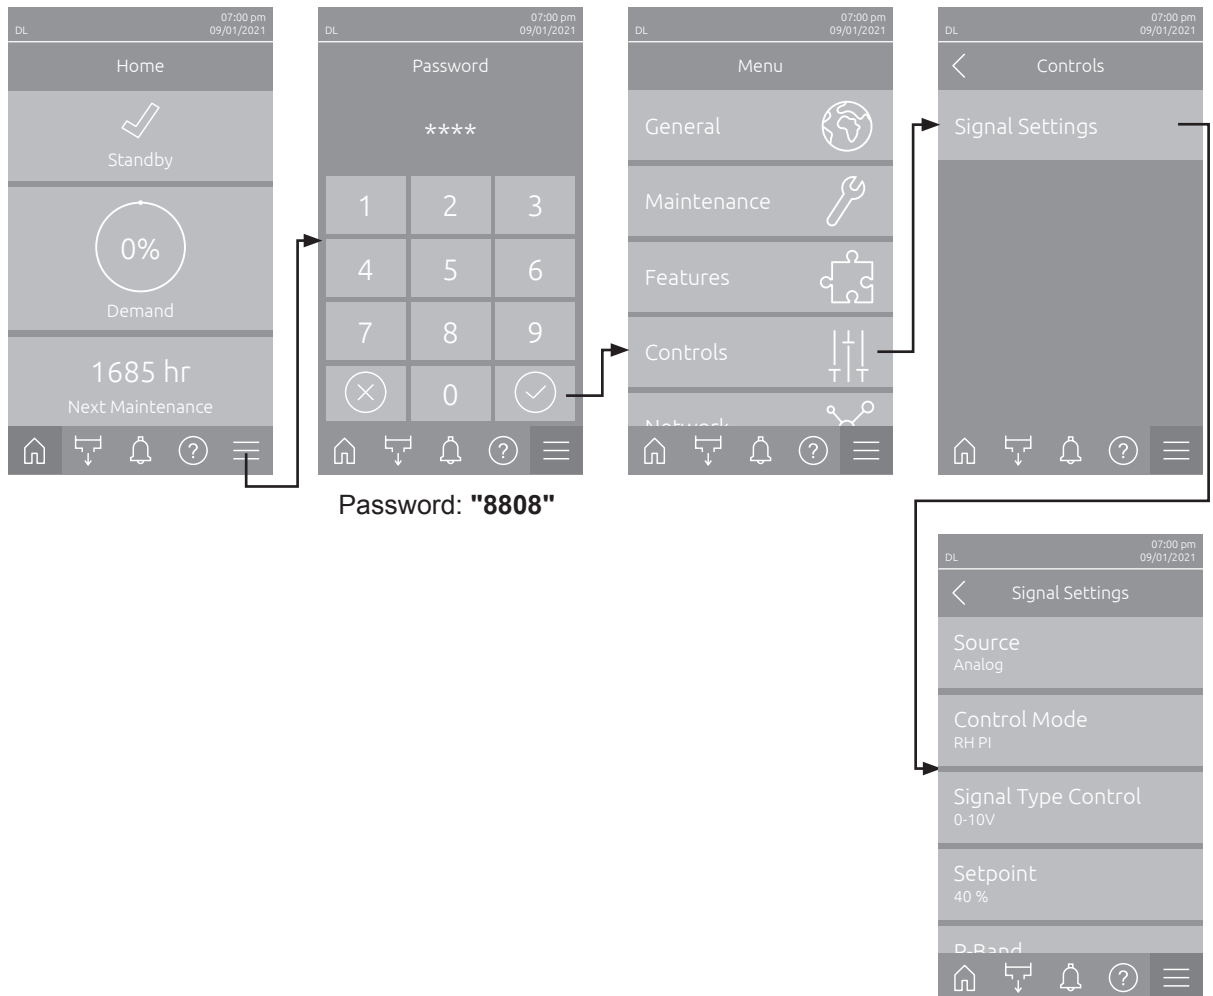 07:00 pm
DL 09/01/2021
Home
Standby
0%
Demand
1685 hr
Next Maintenance
07:00 pm
DL 09/01/2021
Password
****
1 2 3
4 5 6
7 8 9
0
?
Password: "8808"
07:00 pm
DL 09/01/2021
Menu
General
Maintenance
Features
Controls
Network
?
07:00 pm
DL 09/01/2021
Controls
Signal Settings
?
07:00 pm
DL 09/01/2021
Signal Settings
Source
Analog
Control Mode
RH PI
Signal Type Control
0-10V
Setpoint
40 %
P-Band
?